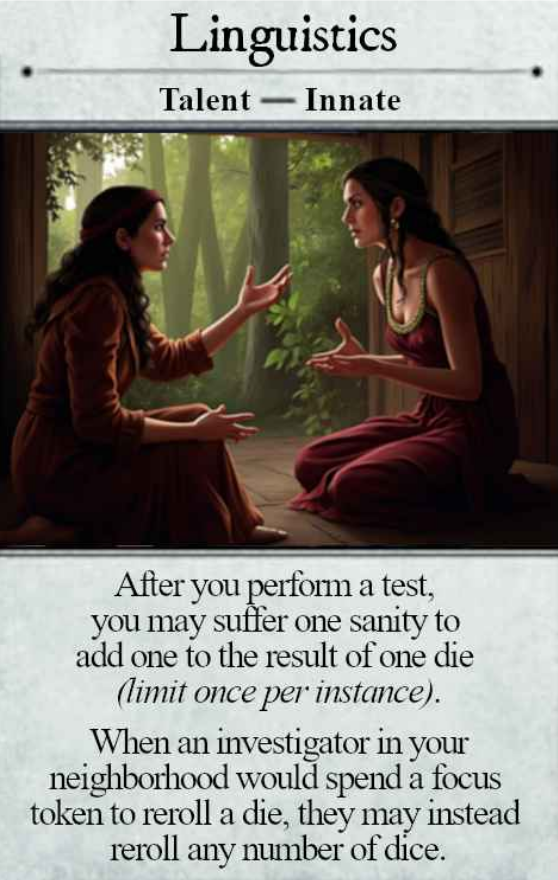 Linguistics
Talent — Innate
After you perform a test,
you may suffer one sanity to
add one to the result of one die
(limit once per instance).
When an investigator in your
neighborhood would spend a focus
token to reroll a die, they may instead
reroll any number of dice.